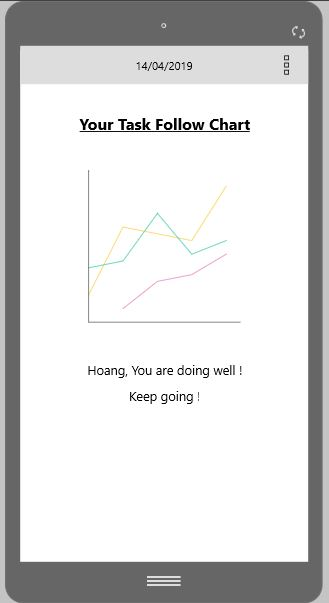 14/04/2019
Your Task Follow Chart
Hoang, You are doing well !
Keep going !